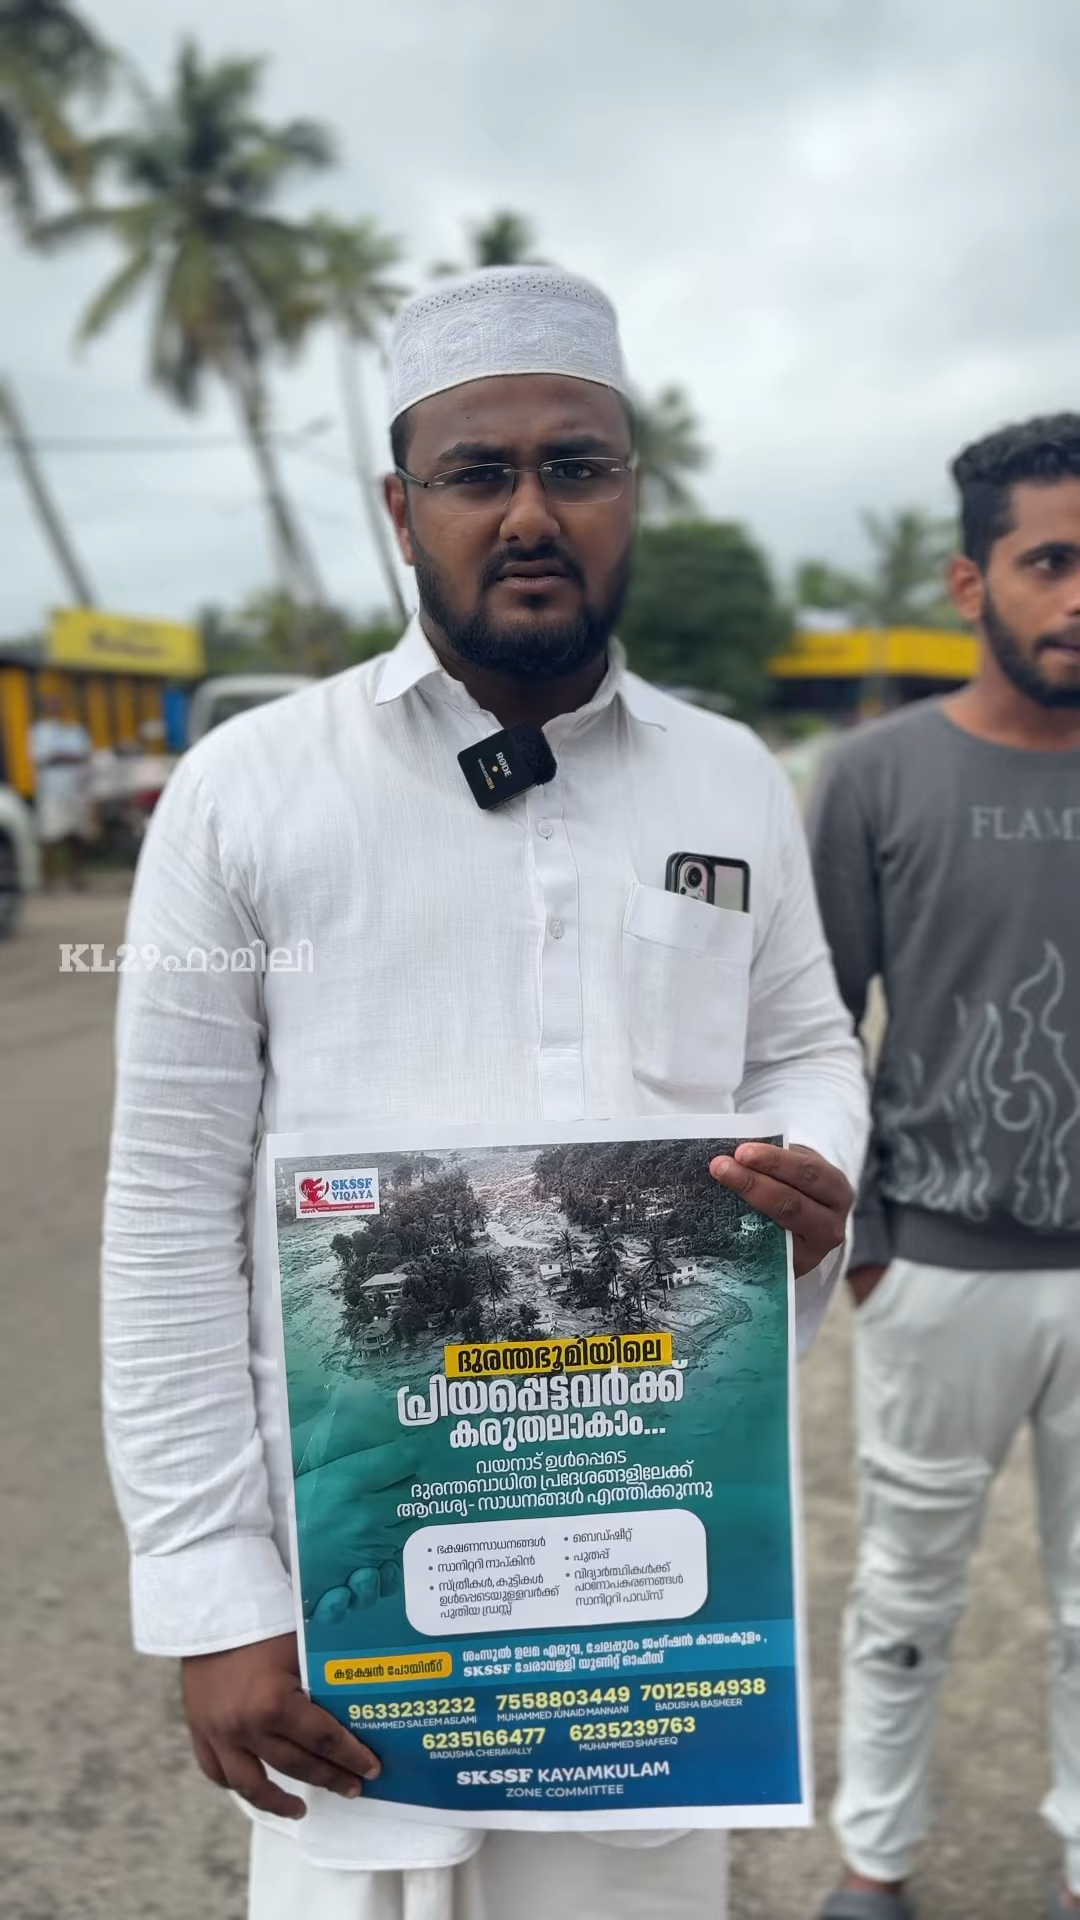 RØDE
FLAM
KL29ഫാമിലി
SKSSF
VIQAYA
ദുരന്തഭൂമിയിലെ
പ്രിയപ്പെട്ടവർക്ക്
കരുതലാകാം...
വയനാട് ഉൾപ്പെടെ
ദുരന്തബാധിത പ്രദേശങ്ങളിലേക്ക്
ആവശ്യ- സാധനങ്ങൾ എത്തിക്കുന്നു
• ഭക്ഷണസാധനങ്ങൾ
• സാനിറ്ററി നാപ്കിൻ
• സ്ത്രീകൾ, കുട്ടികൾ
ഉൾപ്പെടെയുള്ളവർക്ക്
പുതിയ ഡ്രസ്സ്
• ബെഡ്ഷീറ്റ്
• പുതപ്പ്
• വിദ്യാർത്ഥികൾക്ക്
പഠനോപകരണങ്ങൾ
സാനിറ്ററി പാഡ്സ്
കളക്ഷൻ പോയിൻ്റ്
ശംസുൽ ഉലമ എരുവ, ചേലപ്പുറം ജംഗ്ഷൻ കായംകുളം ,
SKSSF ചേരാവള്ളി യൂണിറ്റ് ഓഫീസ്
9633233232 7558803449 7012584938
MUHAMMED SALEEM ASLAMI MUHAMMED JUNAID MANNANI BADUSHA BASHEER
6235166477 6235239763
BADUSHA CHERAVALLY MUHAMMED SHAFEEQ
SKSSF KAYAMKULAM
ZONE COMMITTEE